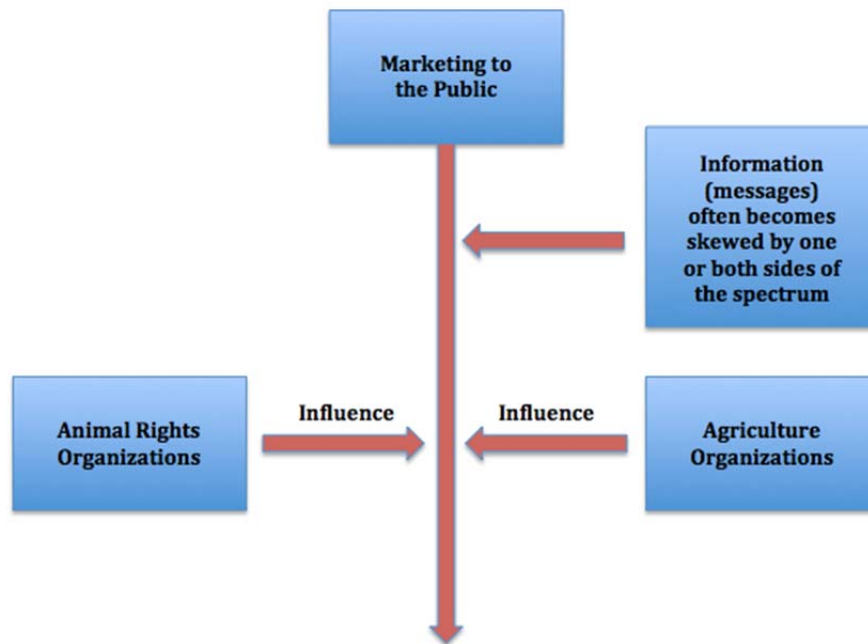 Marketing to
the Public
Information
(messages)
often becomes
skewed by one
or both sides of
the spectrum
Animal Rights
Organizations
Influence
Influence
Agriculture
Organizations